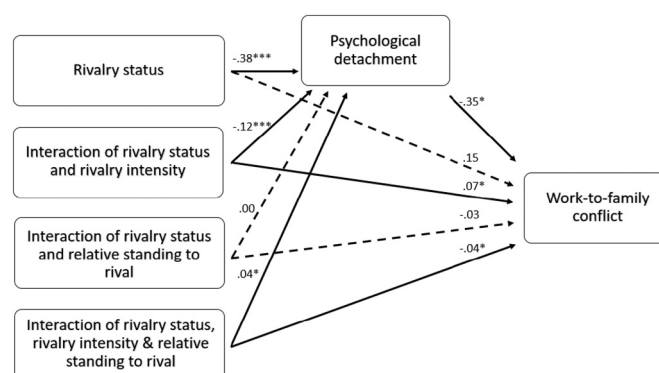 Psychological
detachment
-.38***
Rivalry status
-.35*
-.12***
Interaction of rivalry status
and rivalry intensity
.15
.07*
Work-to-family
conflict
.00
-.03
Interaction of rivalry status
and relative standing to
rival
.04*
-.04*
Interaction of rivalry status,
rivalry intensity & relative
standing to rival